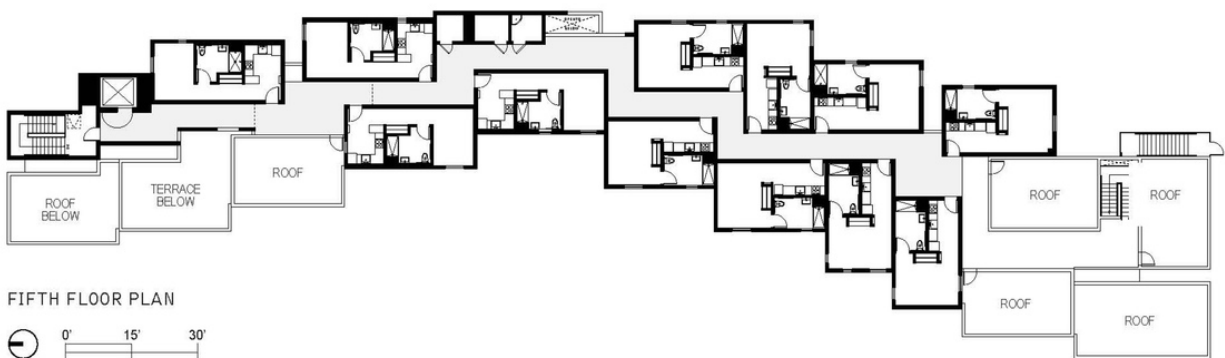 ROOF
BELOW
TERRACE
BELOW
ROOF
ROOF
ROOF
ROOF
ROOF
FIFTH FLOOR PLAN
0' 15' 30'